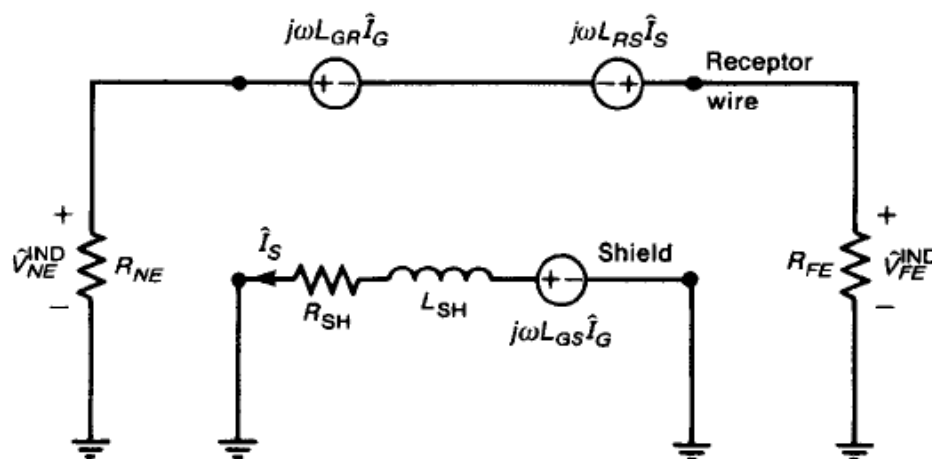 jωL_GR Î_G
jωL_RS Î_S
+ −
− +
Receptor
wire
+
V̂_NE^IND
−
R_NE
Î_S
R_SH
L_SH
+ −
Shield
jωL_GS Î_G
R_FE
+
V̂_FE^IND
−